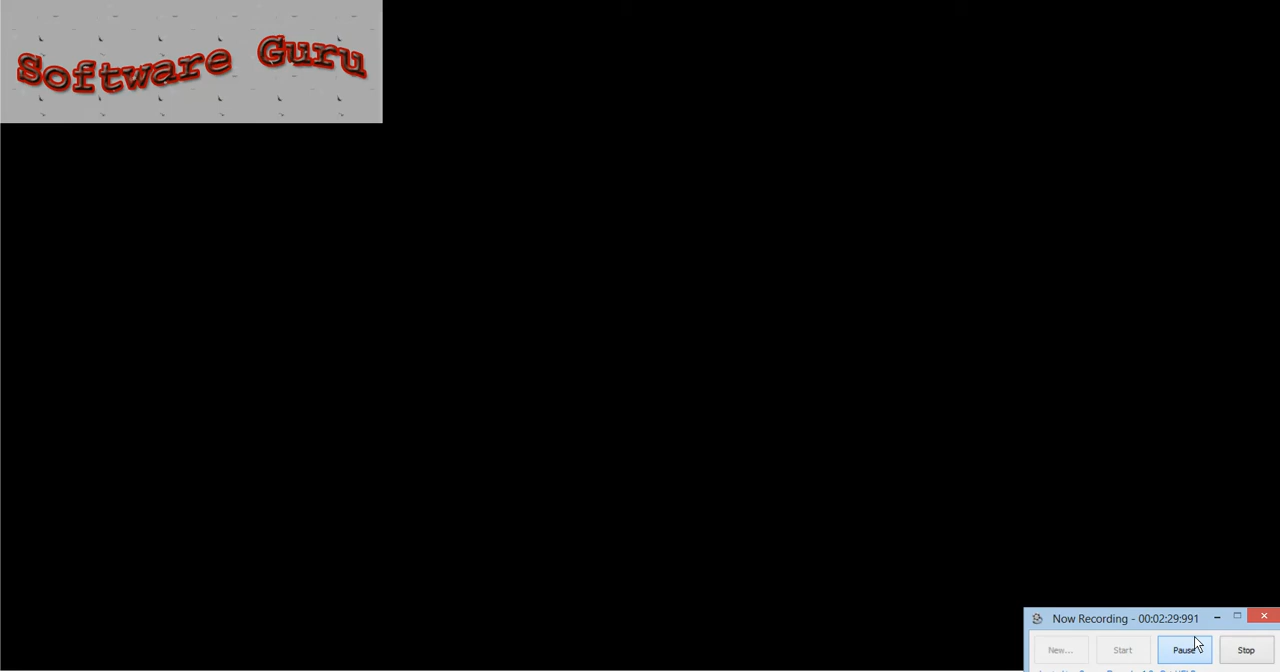 Software Guru
Now Recording - 00:02:29:991
New... Start Pause Stop